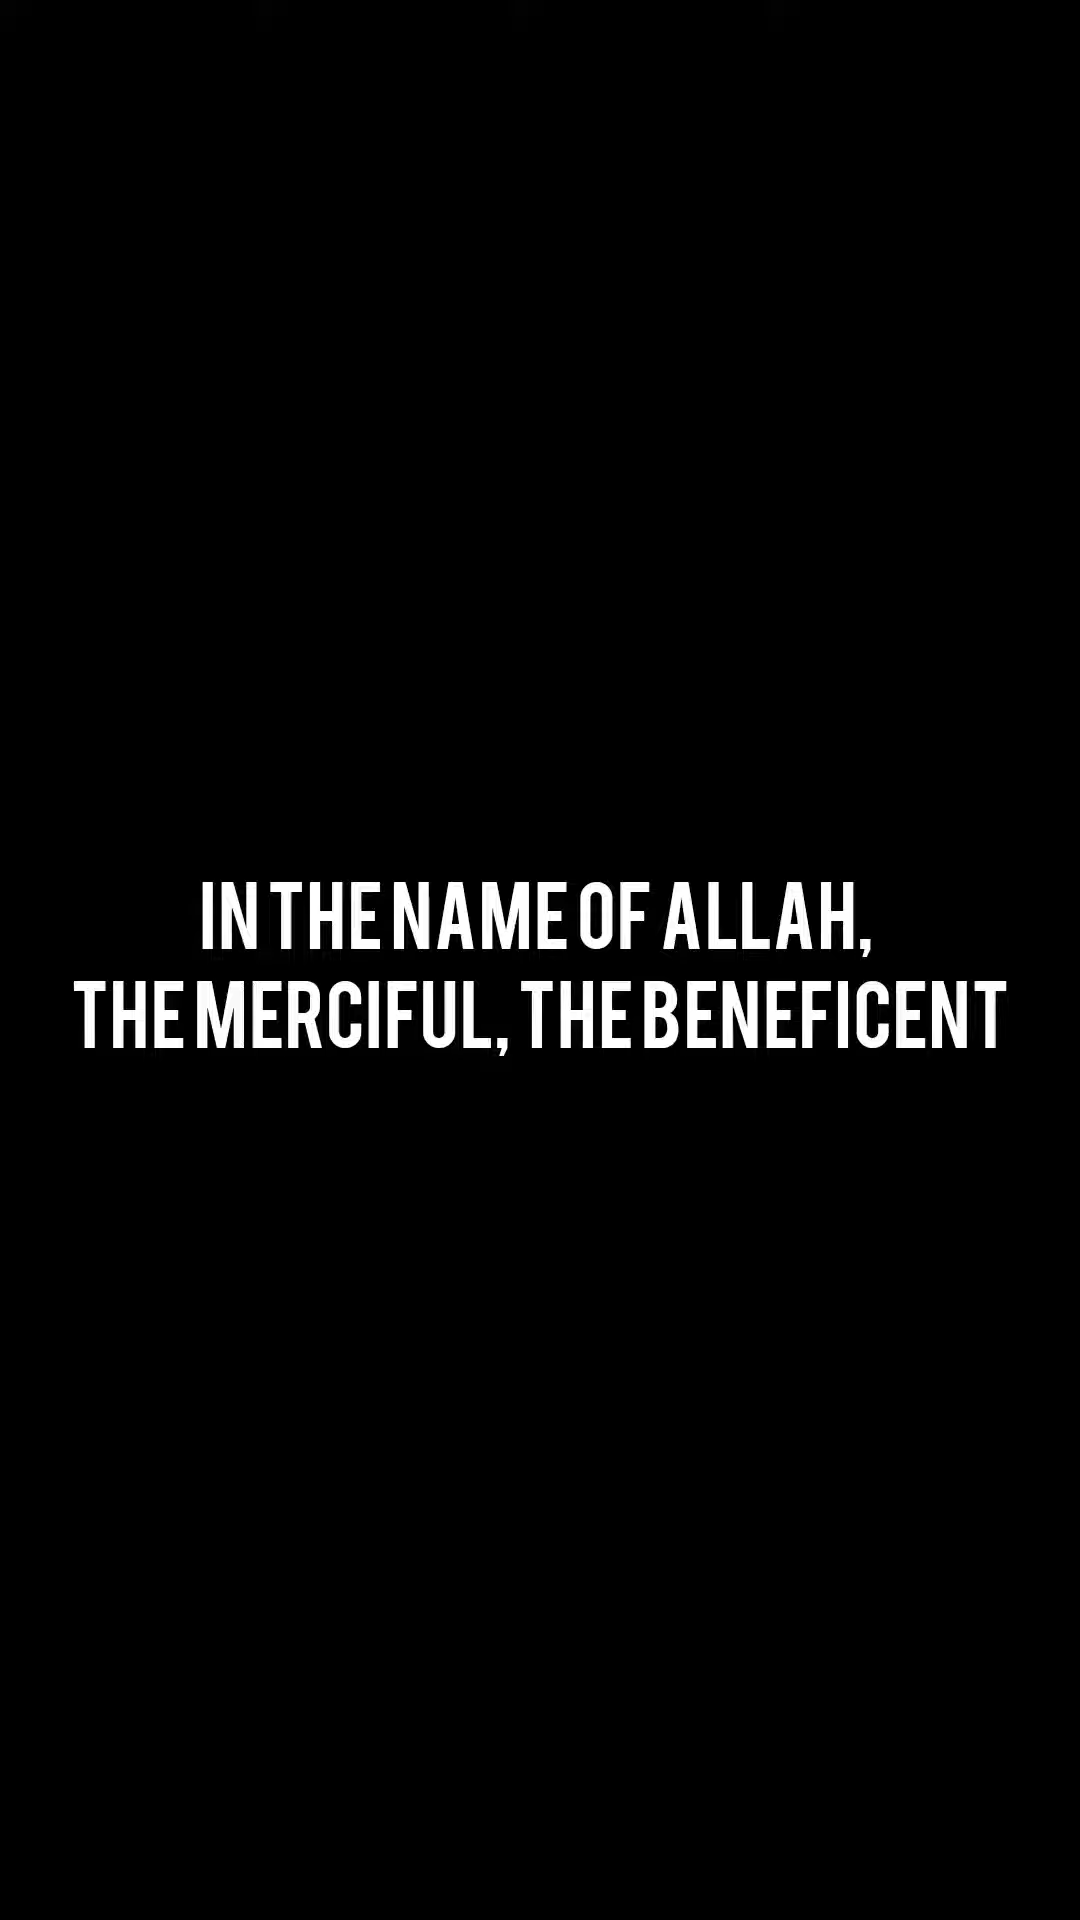 IN THE NAME OF ALLAH,
THE MERCIFUL, THE BENEFICENT